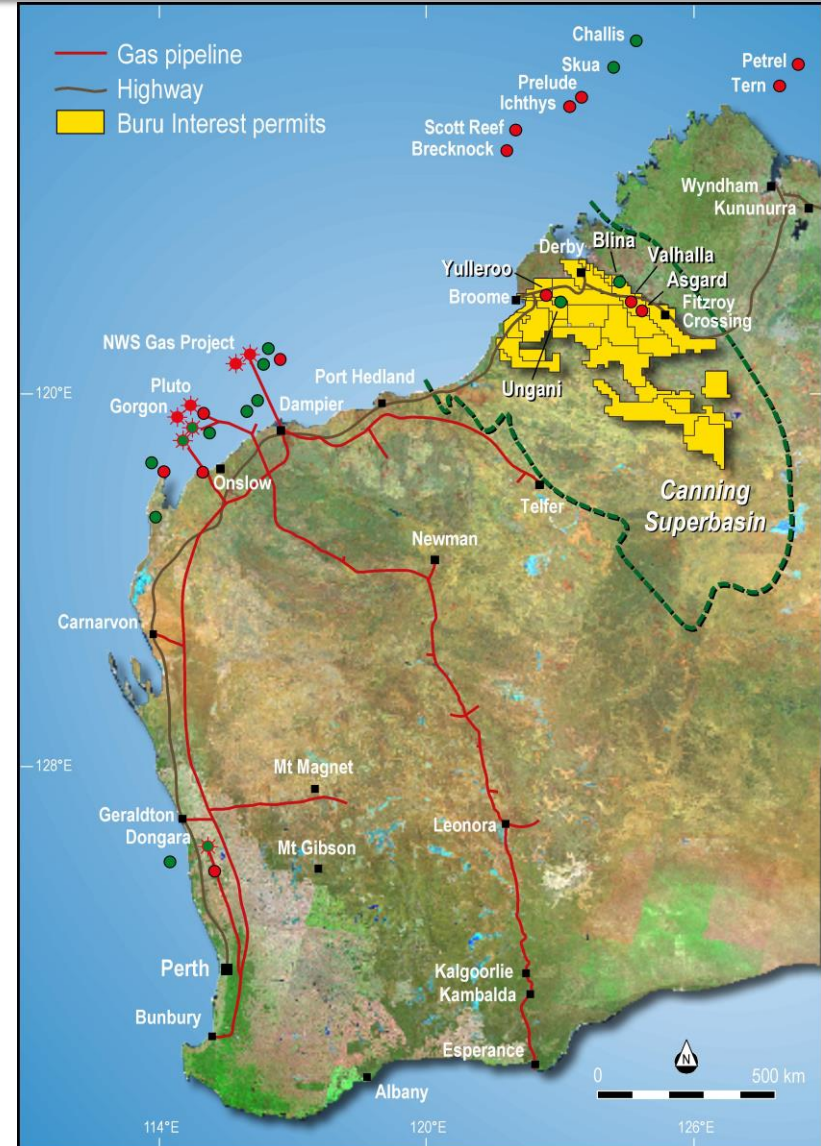 Gas pipeline
Highway
Buru Interest permits
Challis
Skua
Petrel
Prelude
Tern
Ichthys
Scott Reef
Brecknock
Wyndham
Kununurra
Derby
Blina
Yulleroo
Valhalla
Asgard
Broome
Fitzroy
Crossing
NWS Gas Project
Ungani
Port Hedland
Pluto
120°E
Gorgon
Dampier
Onslow
Telfer
Canning
Superbasin
Newman
Carnarvon
128°E
Mt Magnet
Geraldton
Leonora
Dongara
Mt Gibson
Perth
Kalgoorlie
Kambalda
Bunbury
Esperance
N
0 500 km
Albany
114°E 120°E 126°E